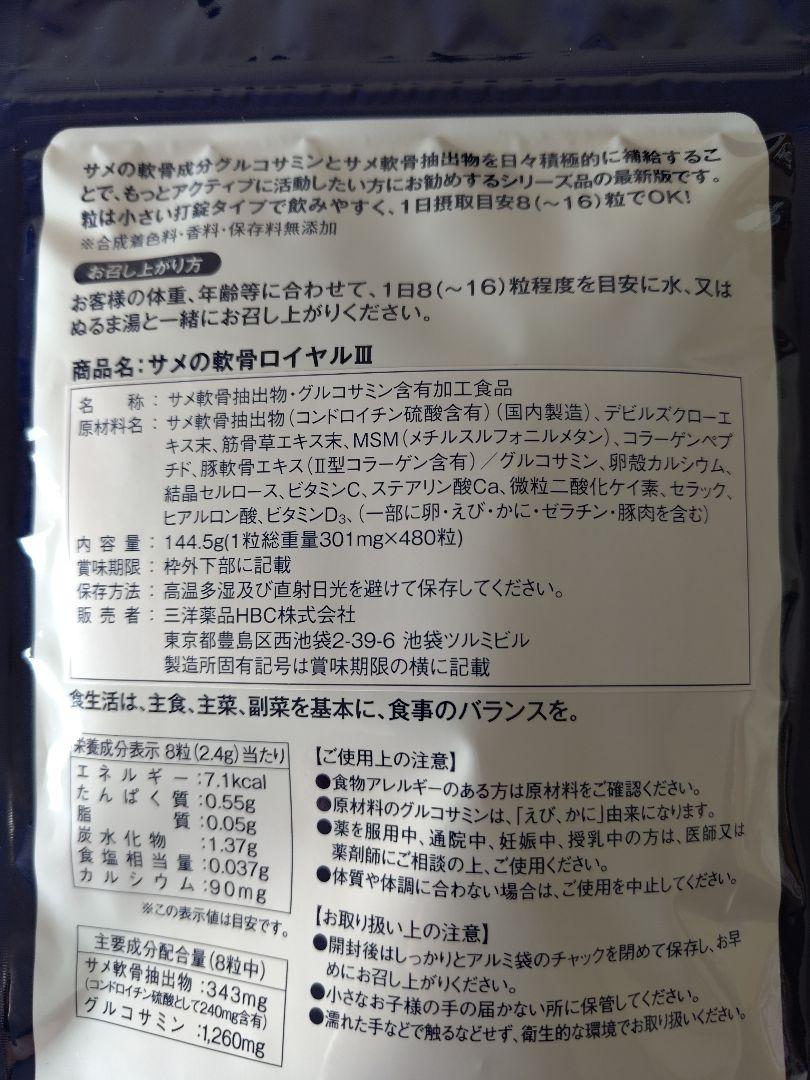 サメの軟骨成分グルコサミンとサメ軟骨抽出物を日々積極的に補給するこ
とで、もっとアクティブに活動したい方にお勧めするシリーズ品の最新版です。
粒は小さい打錠タイプで飲みやすく、1日摂取目安8(〜16)粒でOK!
※合成着色料・香料・保存料無添加
お召し上がり方
お客様の体重、年齢等に合わせて、1日8(〜16)粒程度を目安に水、又は
ぬるま湯と一緒にお召し上がりください。
商品名:サメの軟骨ロイヤルⅢ
名称:サメ軟骨抽出物・グルコサミン含有加工食品
原材料名:サメ軟骨抽出物(コンドロイチン硫酸含有)(国内製造)、デビルズクローエ
キス末、筋骨草エキス末、MSM(メチルスルフォニルメタン)、コラーゲンペプ
チド、豚軟骨エキス(Ⅱ型コラーゲン含有)/グルコサミン、卵殻カルシウム、
結晶セルロース、ビタミンC、ステアリン酸Ca、微粒二酸化ケイ素、セラック、
ヒアルロン酸、ビタミンD₃、(一部に卵・えび・かに・ゼラチン・豚肉を含む)
内容量:144.5g(1粒総重量301mg×480粒)
賞味期限:枠外下部に記載
保存方法:高温多湿及び直射日光を避けて保存してください。
販売者:三洋薬品HBC株式会社
東京都豊島区西池袋2-39-6 池袋ツルミビル
製造所固有記号は賞味期限の横に記載
食生活は、主食、主菜、副菜を基本に、食事のバランスを。
栄養成分表示 8粒(2.4g)当たり
エネルギー:7.1kcal
たんぱく質:0.55g
脂質:0.05g
炭水化物:1.37g
食塩相当量:0.037g
カルシウム:90mg
※この表示値は目安です。
主要成分配合量(8粒中)
サメ軟骨抽出物:343mg
(コンドロイチン硫酸として240mg含有)
グルコサミン:1,260mg
【ご使用上の注意】
●食物アレルギーのある方は原材料をご確認ください。
●原材料のグルコサミンは、「えび、かに」由来になります。
●薬を服用中、通院中、妊娠中、授乳中の方は、医師又は
薬剤師にご相談の上、ご使用ください。
●体質や体調に合わない場合は、ご使用を中止してください。
【お取り扱い上の注意】
●開封後はしっかりとアルミ袋のチャックを閉めて保存し、お早
めにお召し上がりください。
●小さなお子様の手の届かない所に保管してください。
●濡れた手などで触るなどせず、衛生的な環境でお取り扱いください。